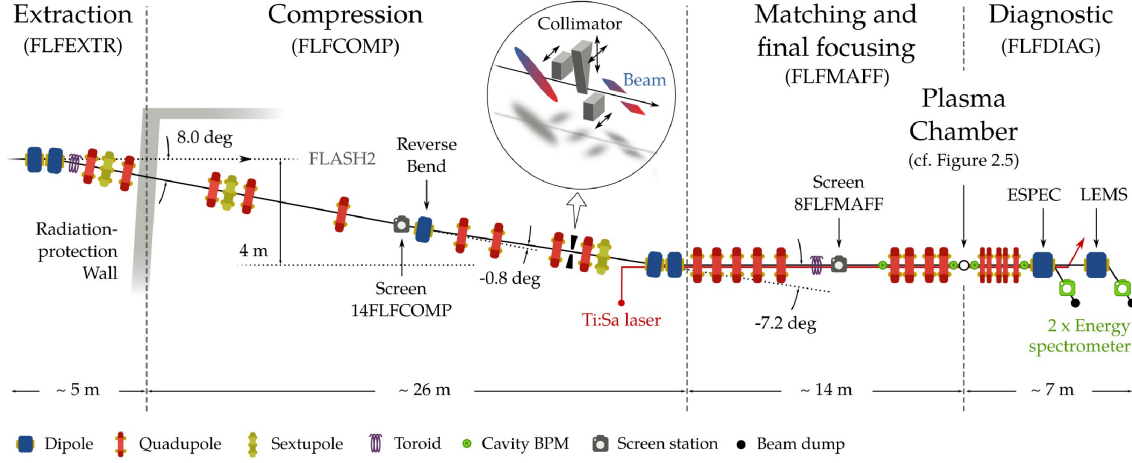 Extraction
(FLFEXTR)
Compression
(FLFCOMP)
Matching and
final focusing
(FLFMAFF)
Diagnostic
(FLFDIAG)
Collimator
Beam
Plasma
Chamber
(cf. Figure 2.5)
8.0 deg
FLASH2
Reverse
Bend
Screen
8FLFMAFF
ESPEC
LEMS
Radiation-
protection
Wall
4 m
Screen
14FLFCOMP
-0.8 deg
Ti:Sa laser
-7.2 deg
2 x Energy
spectrometer
~ 5 m
~ 26 m
~ 14 m
~ 7 m
Dipole
Quadupole
Sextupole
Toroid
Cavity BPM
Screen station
Beam dump